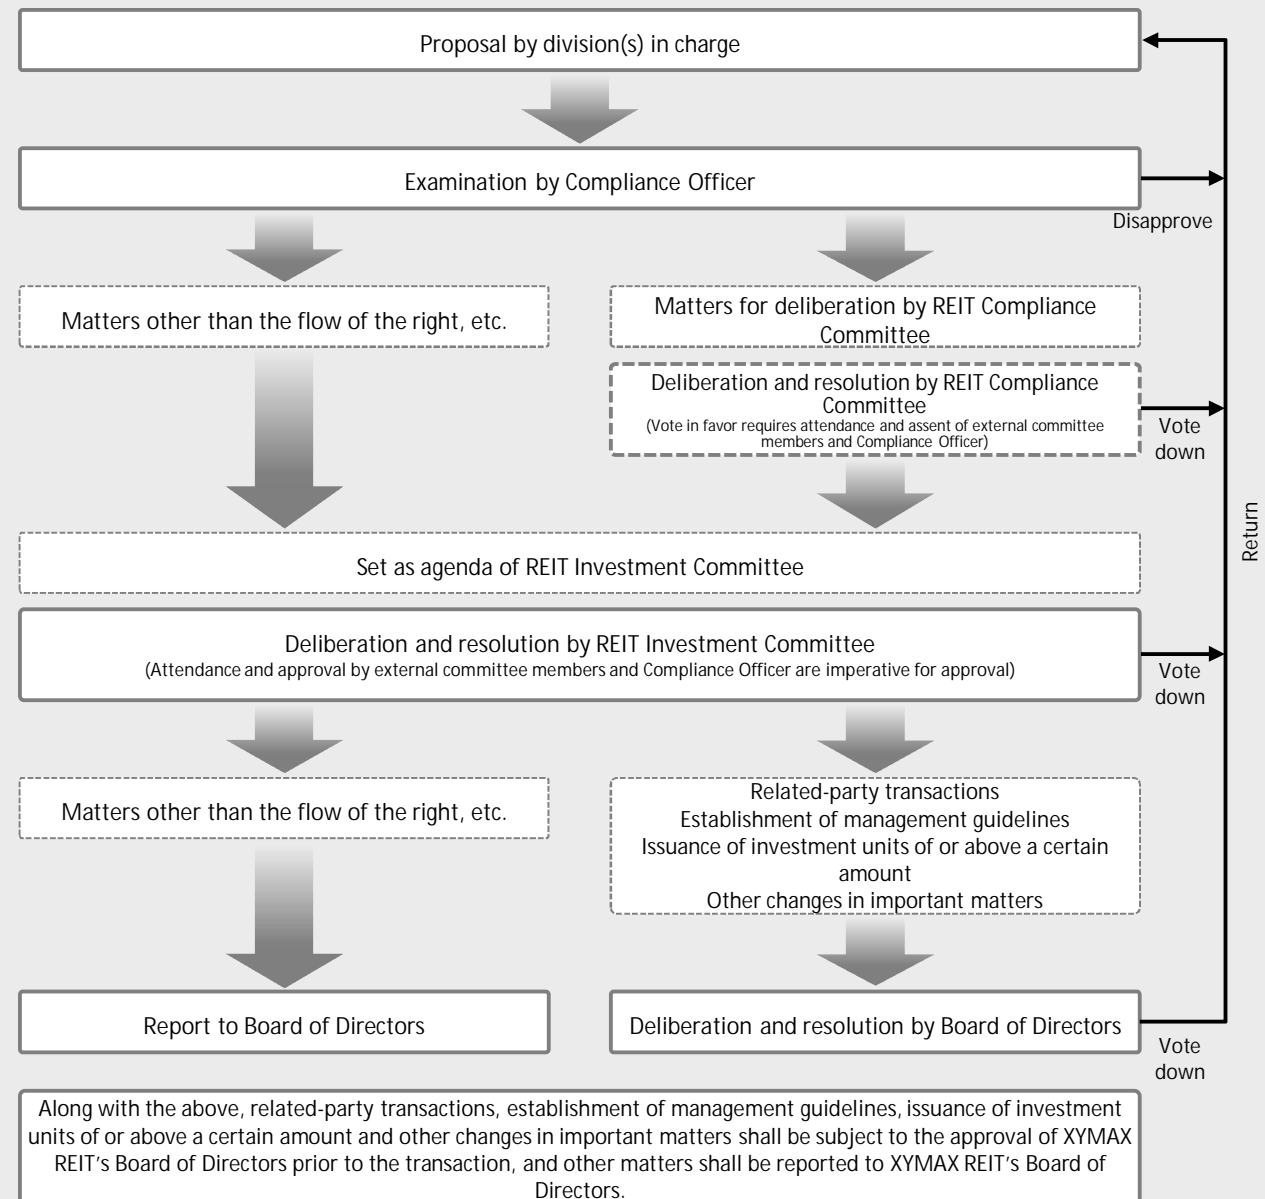 Proposal by division(s) in charge
Examination by Compliance Officer
Disapprove
Matters other than the flow of the right, etc.
Matters for deliberation by REIT Compliance
Committee
Deliberation and resolution by REIT Compliance
Committee
(Vote in favor requires attendance and assent of external committee
members and Compliance Officer)
Vote
down
Return
Set as agenda of REIT Investment Committee
Deliberation and resolution by REIT Investment Committee
(Attendance and approval by external committee members and Compliance Officer are imperative for approval)
Vote
down
Matters other than the flow of the right, etc.
Related-party transactions
Establishment of management guidelines
Issuance of investment units of or above a certain
amount
Other changes in important matters
Report to Board of Directors
Deliberation and resolution by Board of Directors
Vote
down
Along with the above, related-party transactions, establishment of management guidelines, issuance of investment
units of or above a certain amount and other changes in important matters shall be subject to the approval of XYMAX
REIT's Board of Directors prior to the transaction, and other matters shall be reported to XYMAX REIT's Board of
Directors.